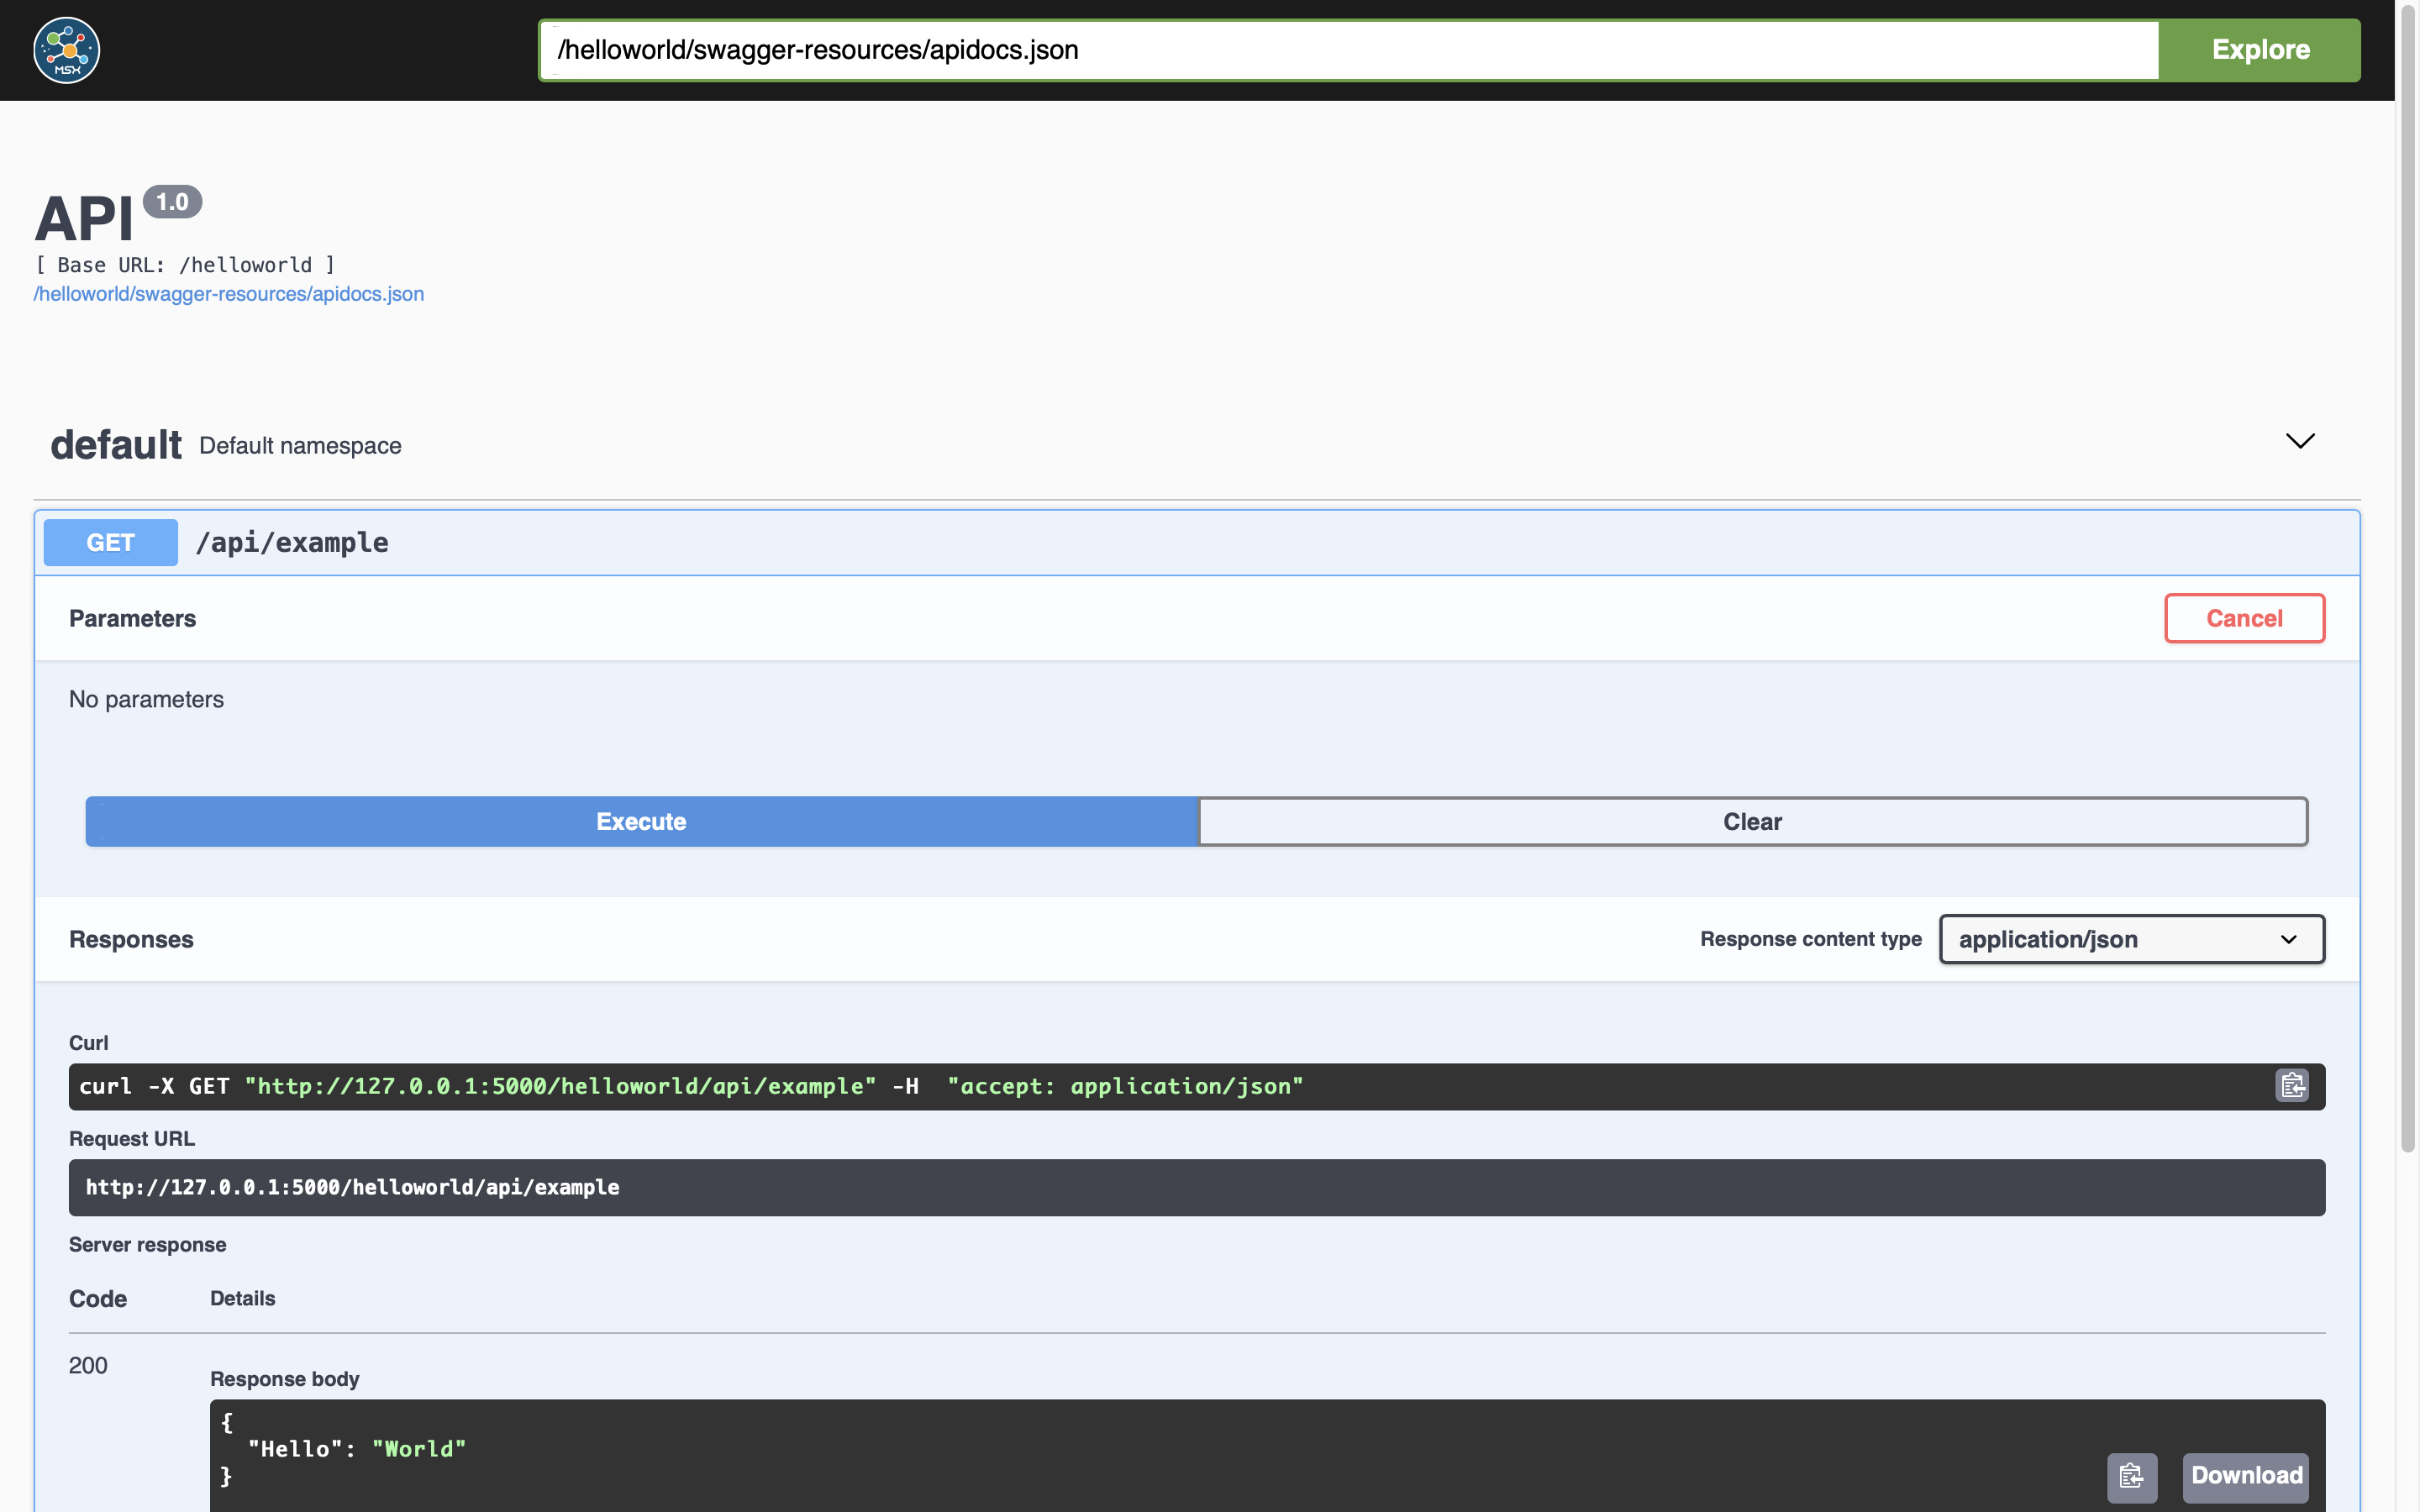 MSX
/helloworld/swagger-resources/apidocs.json
Explore
API 1.0
[ Base URL: /helloworld ]
/helloworld/swagger-resources/apidocs.json
default Default namespace
GET /api/example
Parameters
Cancel
No parameters
Execute
Clear
Responses
Response content type
application/json
Curl
curl -X GET "http://127.0.0.1:5000/helloworld/api/example" -H  "accept: application/json"
Request URL
http://127.0.0.1:5000/helloworld/api/example
Server response
Code Details
200
Response body
{
  "Hello": "World"
}
Download